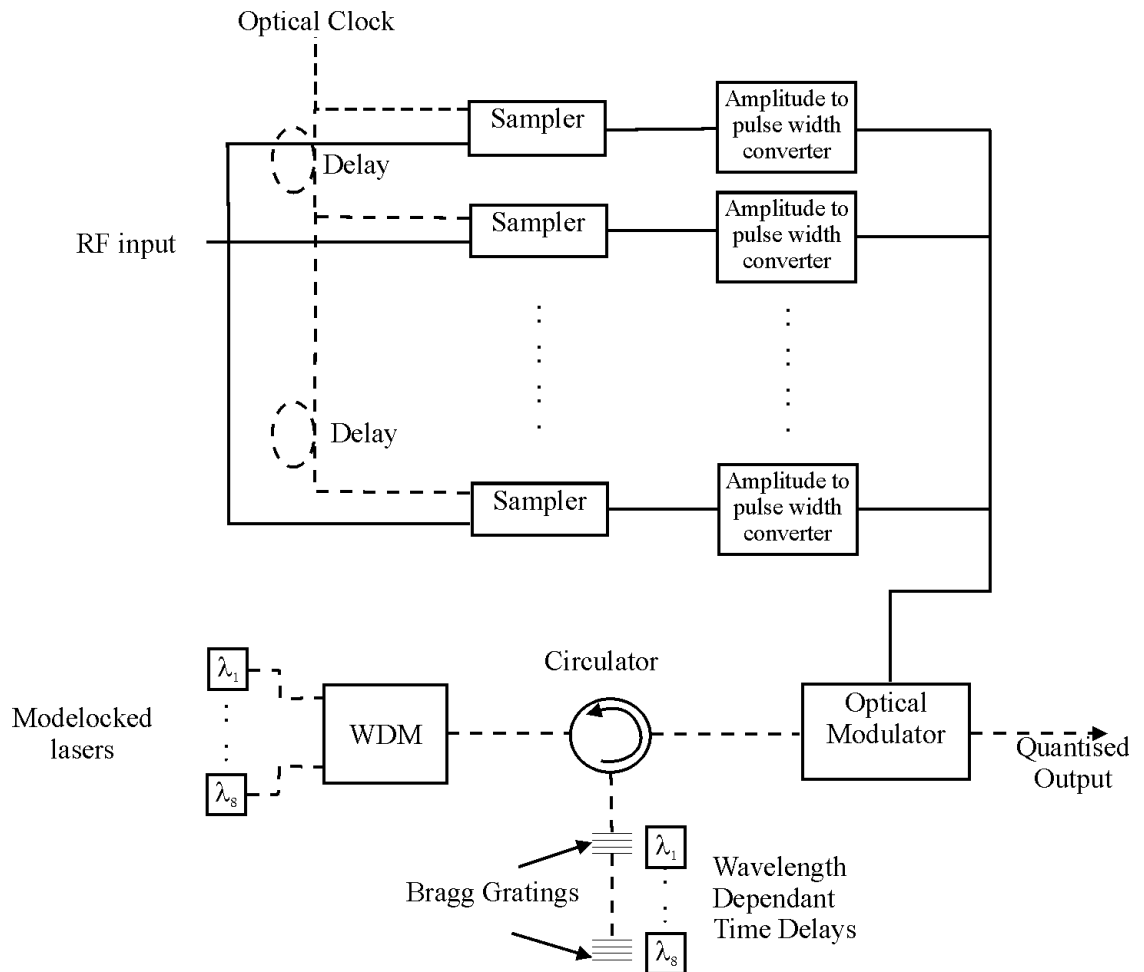 Optical Clock
Sampler
Amplitude to
pulse width
converter
Delay
RF input
Sampler
Amplitude to
pulse width
converter
Delay
Sampler
Amplitude to
pulse width
converter
Modelocked
lasers
λ1
λ8
WDM
Circulator
Optical
Modulator
Quantised
Output
Bragg Gratings
λ1
λ8
Wavelength
Dependant
Time Delays